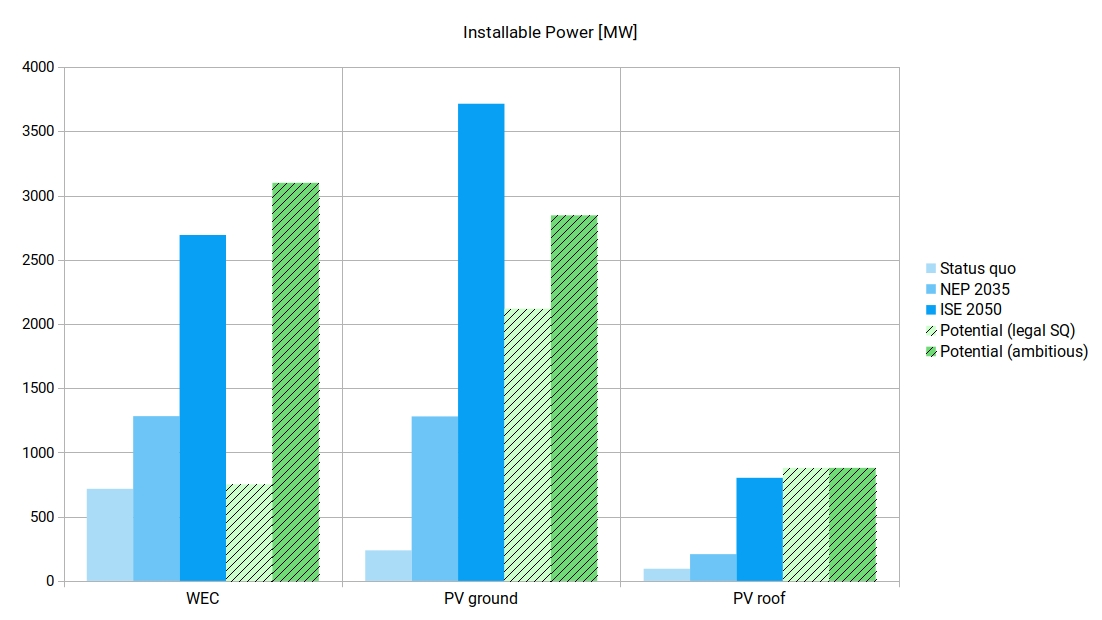 Installable Power [MW]
4000
3500
3000
2500
2000
1500
1000
500
0
WEC
PV ground
PV roof
Status quo
NEP 2035
ISE 2050
Potential (legal SQ)
Potential (ambitious)